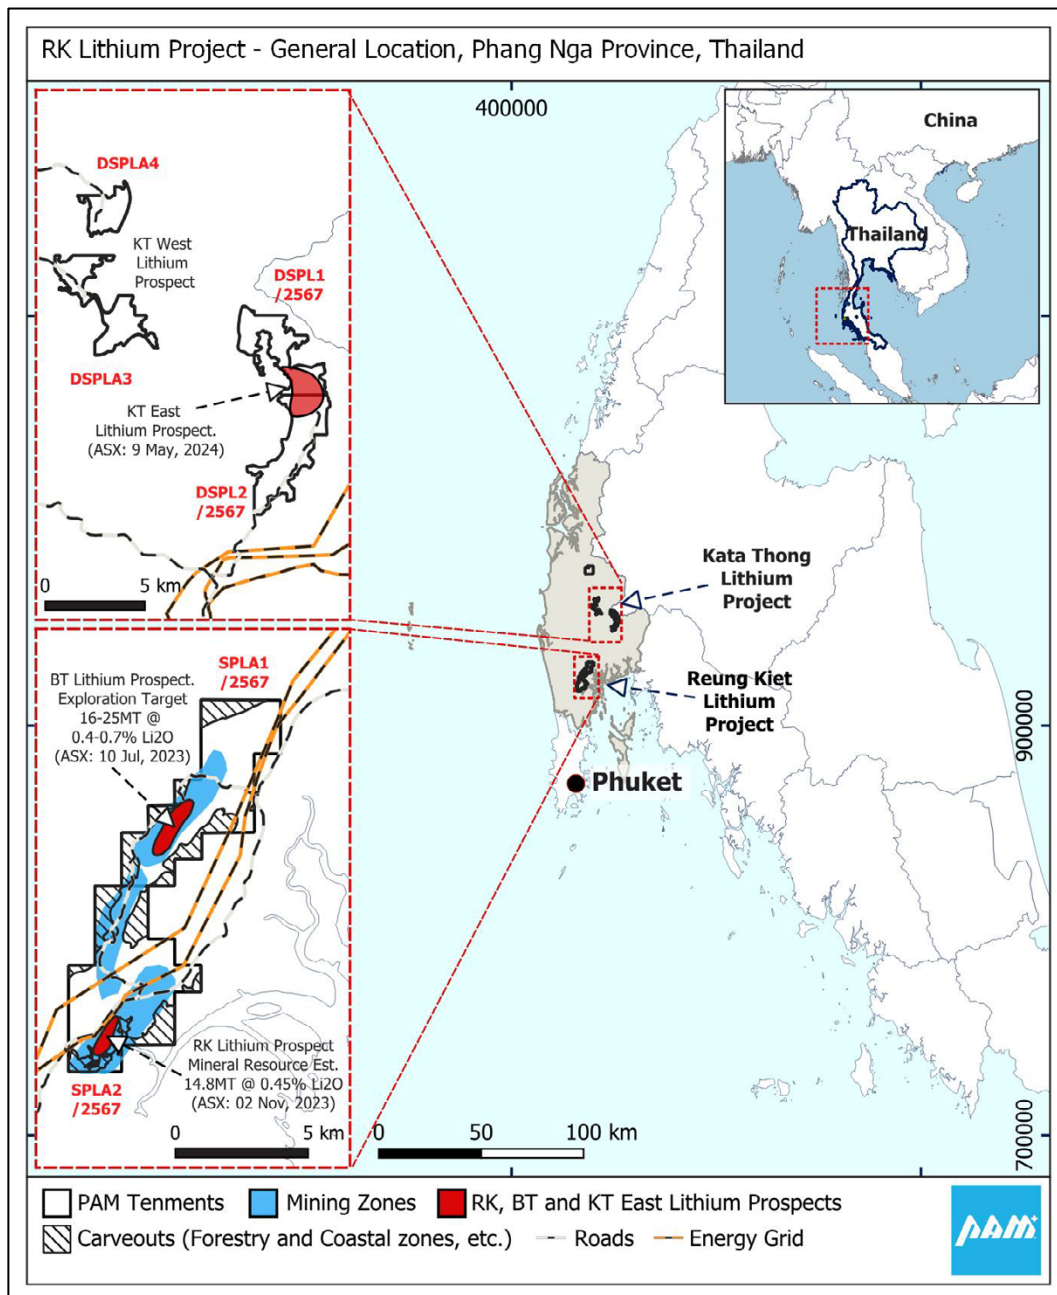 RK Lithium Project - General Location, Phang Nga Province, Thailand
400000
China
Thailand
DSPLA4
KT West
Lithium
Prospect
DSPL1
/2567
DSPLA3
KT East
Lithium Prospect.
(ASX: 9 May, 2024)
DSPL2
/2567
0 5 km
Kata Thong
Lithium
Project
Reung Kiet
Lithium
Project
Phuket
900000
700000
SPLA1
/2567
BT Lithium Prospect.
Exploration Target
16-25MT @
0.4-0.7% Li2O
(ASX: 10 Jul, 2023)
RK Lithium Prospect
Mineral Resource Est.
14.8MT @ 0.45% Li2O
(ASX: 02 Nov, 2023)
SPLA2
/2567
0 5 km
0 50 100 km
PAM Tenments Mining Zones RK, BT and KT East Lithium Prospects
Carveouts (Forestry and Coastal zones, etc.) Roads Energy Grid
PAM+